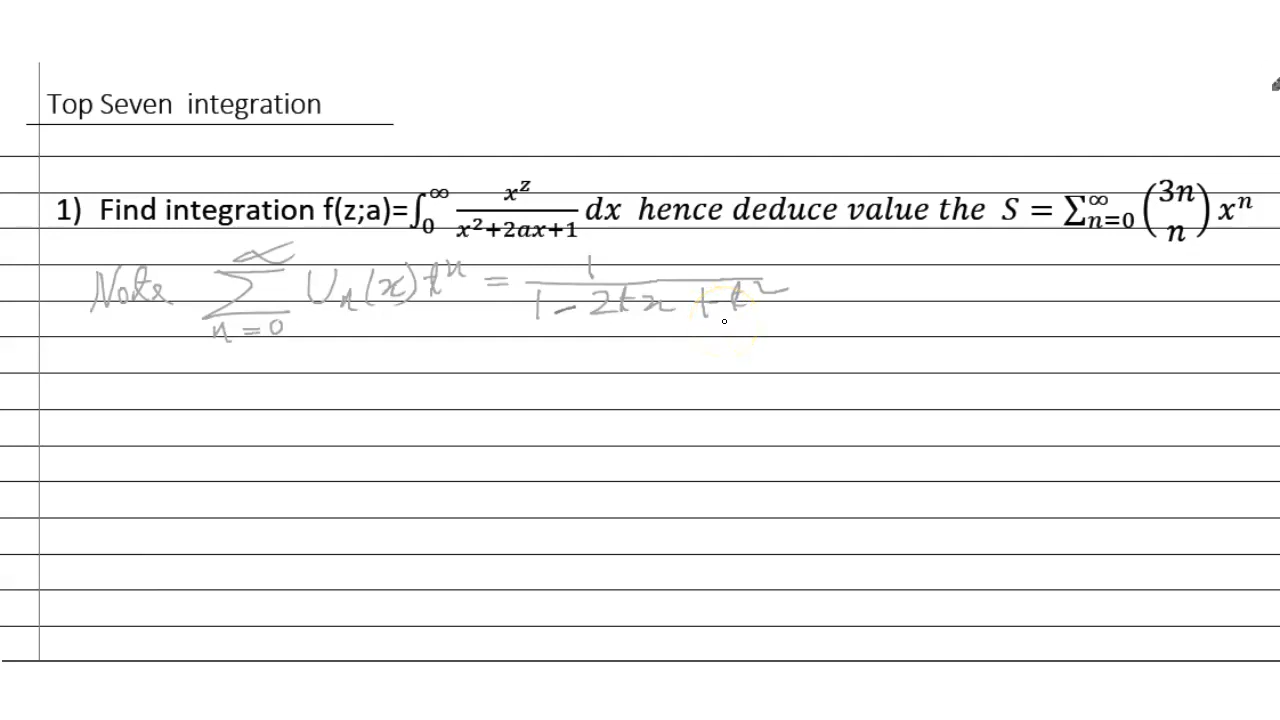 Top Seven integration
1) Find integration f(z;a)=∫₀^∞ x^z / (x²+2ax+1) dx hence deduce value the S = ∑_{n=0}^∞ (3n n) xⁿ
Note ∑_{n=0}^∝ U_n(x)tⁿ = 1 / (1 - 2tx + t²)